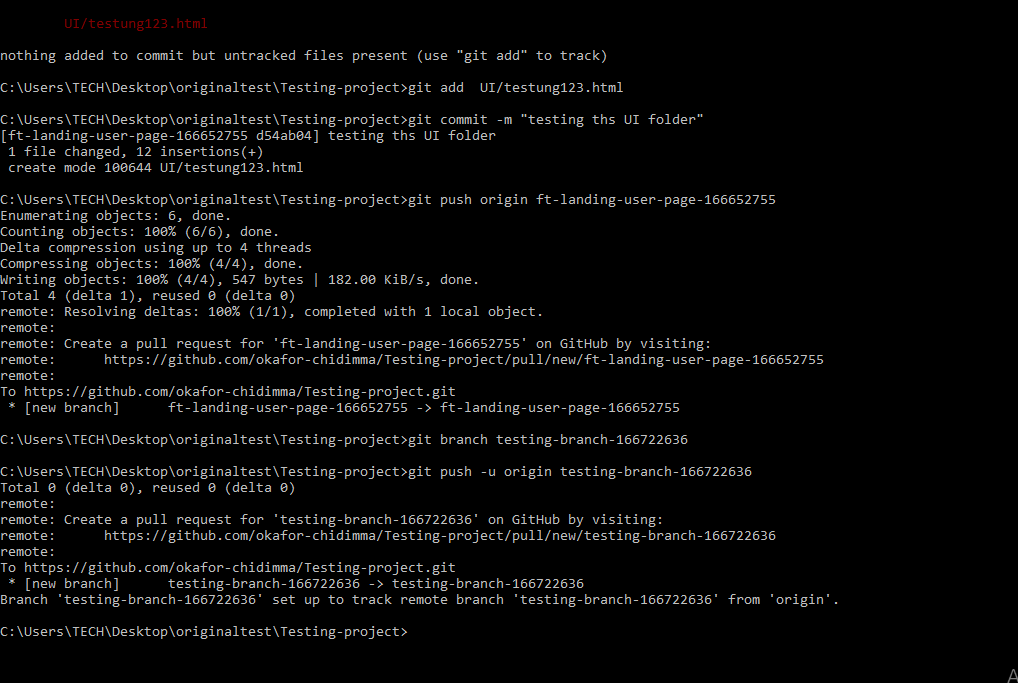 UI/testung123.html
nothing added to commit but untracked files present (use "git add" to track)
C:\Users\TECH\Desktop\originaltest\Testing-project>git add  UI/testung123.html
C:\Users\TECH\Desktop\originaltest\Testing-project>git commit -m "testing ths UI folder"
[ft-landing-user-page-166652755 d54ab04] testing ths UI folder
 1 file changed, 12 insertions(+)
 create mode 100644 UI/testung123.html
C:\Users\TECH\Desktop\originaltest\Testing-project>git push origin ft-landing-user-page-166652755
Enumerating objects: 6, done.
Counting objects: 100% (6/6), done.
Delta compression using up to 4 threads
Compressing objects: 100% (4/4), done.
Writing objects: 100% (4/4), 547 bytes | 182.00 KiB/s, done.
Total 4 (delta 1), reused 0 (delta 0)
remote: Resolving deltas: 100% (1/1), completed with 1 local object.
remote:
remote: Create a pull request for 'ft-landing-user-page-166652755' on GitHub by visiting:
remote:      https://github.com/okafor-chidimma/Testing-project/pull/new/ft-landing-user-page-166652755
remote:
To https://github.com/okafor-chidimma/Testing-project.git
 * [new branch]      ft-landing-user-page-166652755 -> ft-landing-user-page-166652755
C:\Users\TECH\Desktop\originaltest\Testing-project>git branch testing-branch-166722636
C:\Users\TECH\Desktop\originaltest\Testing-project>git push -u origin testing-branch-166722636
Total 0 (delta 0), reused 0 (delta 0)
remote:
remote: Create a pull request for 'testing-branch-166722636' on GitHub by visiting:
remote:      https://github.com/okafor-chidimma/Testing-project/pull/new/testing-branch-166722636
remote:
To https://github.com/okafor-chidimma/Testing-project.git
 * [new branch]      testing-branch-166722636 -> testing-branch-166722636
Branch 'testing-branch-166722636' set up to track remote branch 'testing-branch-166722636' from 'origin'.
C:\Users\TECH\Desktop\originaltest\Testing-project>
A